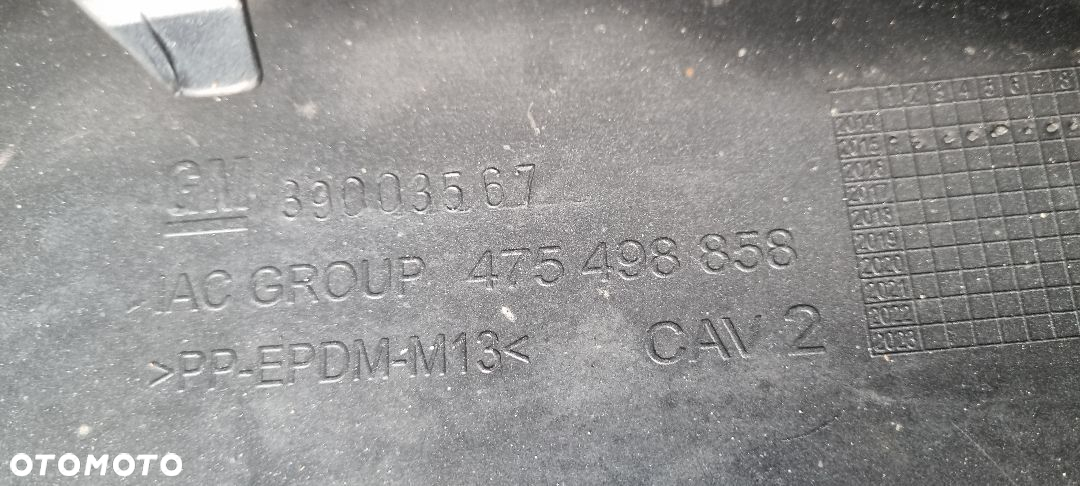 GM 39003567
IAC GROUP 475 498 858
>PP-EPDM-M13<
CAV 2
1 2 3 4 5 6 7 8
2014
2015
2016
2017
2018
2019
2020
2021
2022
2023
OTOMOTO